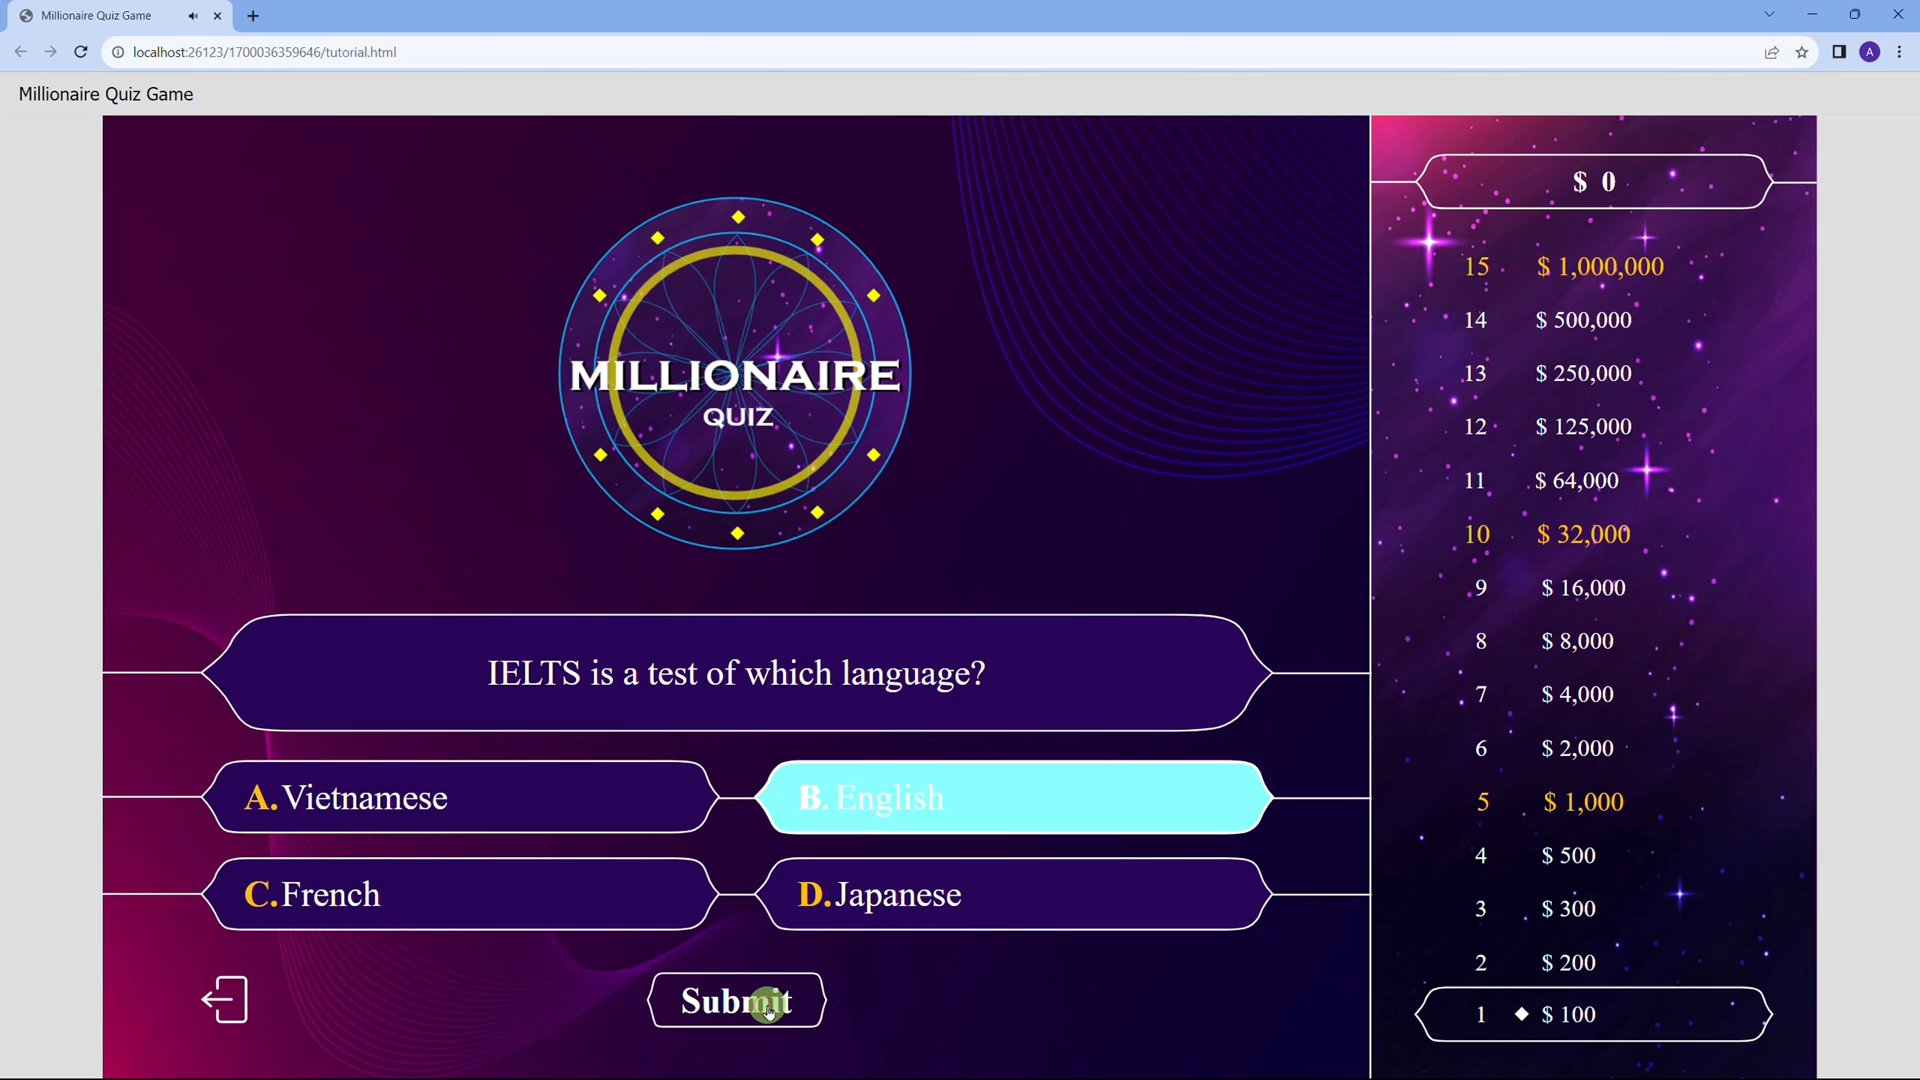 Millionaire Quiz Game
localhost:26123/1700036359646/tutorial.html
A
Millionaire Quiz Game
MILLIONAIRE
QUIZ
IELTS is a test of which language?
A. Vietnamese
B. English
C. French
D. Japanese
Submit
$ 0
15 $ 1,000,000
14 $ 500,000
13 $ 250,000
12 $ 125,000
11 $ 64,000
10 $ 32,000
9 $ 16,000
8 $ 8,000
7 $ 4,000
6 $ 2,000
5 $ 1,000
4 $ 500
3 $ 300
2 $ 200
1 $ 100